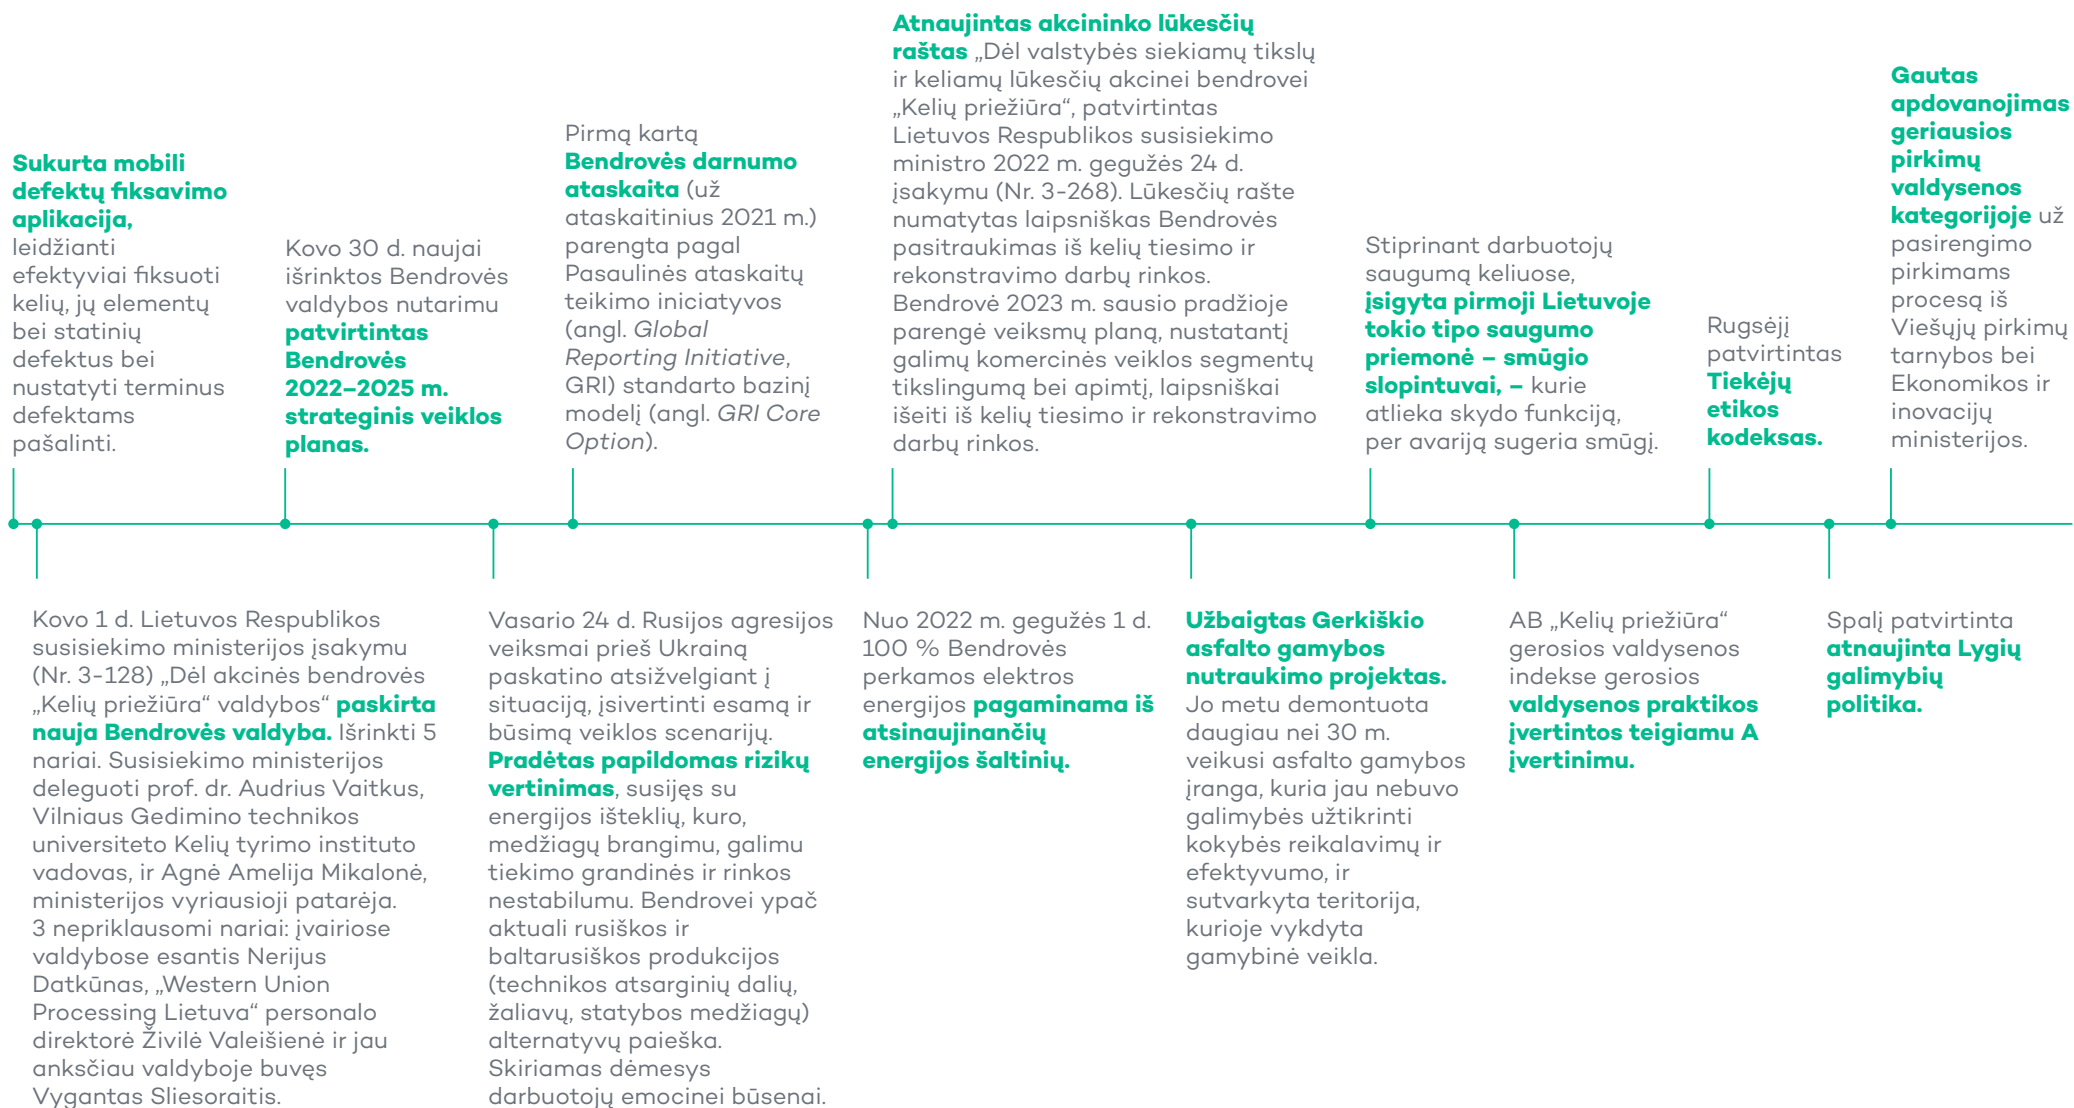 Sukurta mobili
defektų fiksavimo
aplikacija,
leidžianti
efektyviai fiksuoti
kelių, jų elementų
bei statinių
defektus bei
nustatyti terminus
defektams
pašalinti.
Kovo 30 d. naujai
išrinktos Bendrovės
valdybos nutarimu
patvirtintas
Bendrovės
2022–2025 m.
strateginis veiklos
planas.
Pirmą kartą
Bendrovės darnumo
ataskaita (už
ataskaitinius 2021 m.)
parengta pagal
Pasaulinės ataskaitų
teikimo iniciatyvos
(angl. Global
Reporting Initiative,
GRI) standarto bazinį
modelį (angl. GRI Core
Option).
Atnaujintas akcininko lūkesčių
raštas „Dėl valstybės siekiamų tikslų
ir keliamų lūkesčių akcinei bendrovei
„Kelių priežiūra“, patvirtintas
Lietuvos Respublikos susisiekimo
ministro 2022 m. gegužės 24 d.
įsakymu (Nr. 3-268). Lūkesčių rašte
numatytas laipsniškas Bendrovės
pasitraukimas iš kelių tiesimo ir
rekonstravimo darbų rinkos.
Bendrovė 2023 m. sausio pradžioje
parengė veiksmų planą, nustatantį
galimų komercinės veiklos segmentų
tikslingumą bei apimtį, laipsniškai
išeiti iš kelių tiesimo ir rekonstravimo
darbų rinkos.
Stiprinant darbuotojų
saugumą keliuose,
įsigyta pirmoji Lietuvoje
tokio tipo saugumo
priemonė – smūgio
slopintuvai, – kurie
atlieka skydo funkciją,
per avariją sugeria smūgį.
Rugsėjį
patvirtintas
Tiekėjų
etikos
kodeksas.
Gautas
apdovanojimas
geriausios
pirkimų
valdysenos
kategorijoje už
pasirengimo
pirkimams
procesą iš
Viešųjų pirkimų
tarnybos bei
Ekonomikos ir
inovacijų
ministerijos.
Kovo 1 d. Lietuvos Respublikos
susisiekimo ministerijos įsakymu
(Nr. 3-128) „Dėl akcinės bendrovės
„Kelių priežiūra“ valdybos“ paskirta
nauja Bendrovės valdyba. Išrinkti 5
nariai. Susisiekimo ministerijos
deleguoti prof. dr. Audrius Vaitkus,
Vilniaus Gedimino technikos
universiteto Kelių tyrimo instituto
vadovas, ir Agnė Amelija Mikalonė,
ministerijos vyriausioji patarėja.
3 nepriklausomi nariai: įvairiose
valdybose esantis Nerijus
Datkūnas, „Western Union
Processing Lietuva“ personalo
direktorė Živilė Valeišienė ir jau
anksčiau valdyboje buvęs
Vygantas Sliesoraitis.
Vasario 24 d. Rusijos agresijos
veiksmai prieš Ukrainą
paskatino atsižvelgiant į
situaciją, įsivertinti esamą ir
būsimą veiklos scenarijų.
Pradėtas papildomas rizikų
vertinimas, susijęs su
energijos išteklių, kuro,
medžiagų brangimu, galimu
tiekimo grandinės ir rinkos
nestabilumu. Bendrovei ypač
aktuali rusiškos ir
baltarusiškos produkcijos
(technikos atsarginių dalių,
žaliavų, statybos medžiagų)
alternatyvų paieška.
Skiriamas dėmesys
darbuotojų emocinei būsenai.
Nuo 2022 m. gegužės 1 d.
100 % Bendrovės
perkamos elektros
energijos pagaminama iš
atsinaujinančių
energijos šaltinių.
Užbaigtas Gerkiškio
asfalto gamybos
nutraukimo projektas.
Jo metu demontuota
daugiau nei 30 m.
veikusi asfalto gamybos
įranga, kuria jau nebuvo
galimybės užtikrinti
kokybės reikalavimų ir
efektyvumo, ir
sutvarkyta teritorija,
kurioje vykdyta
gamybinė veikla.
AB „Kelių priežiūra“
gerosios valdysenos
indekse gerosios
valdysenos praktikos
įvertintos teigiamu A
įvertinimu.
Spalį patvirtinta
atnaujinta Lygių
galimybių
politika.